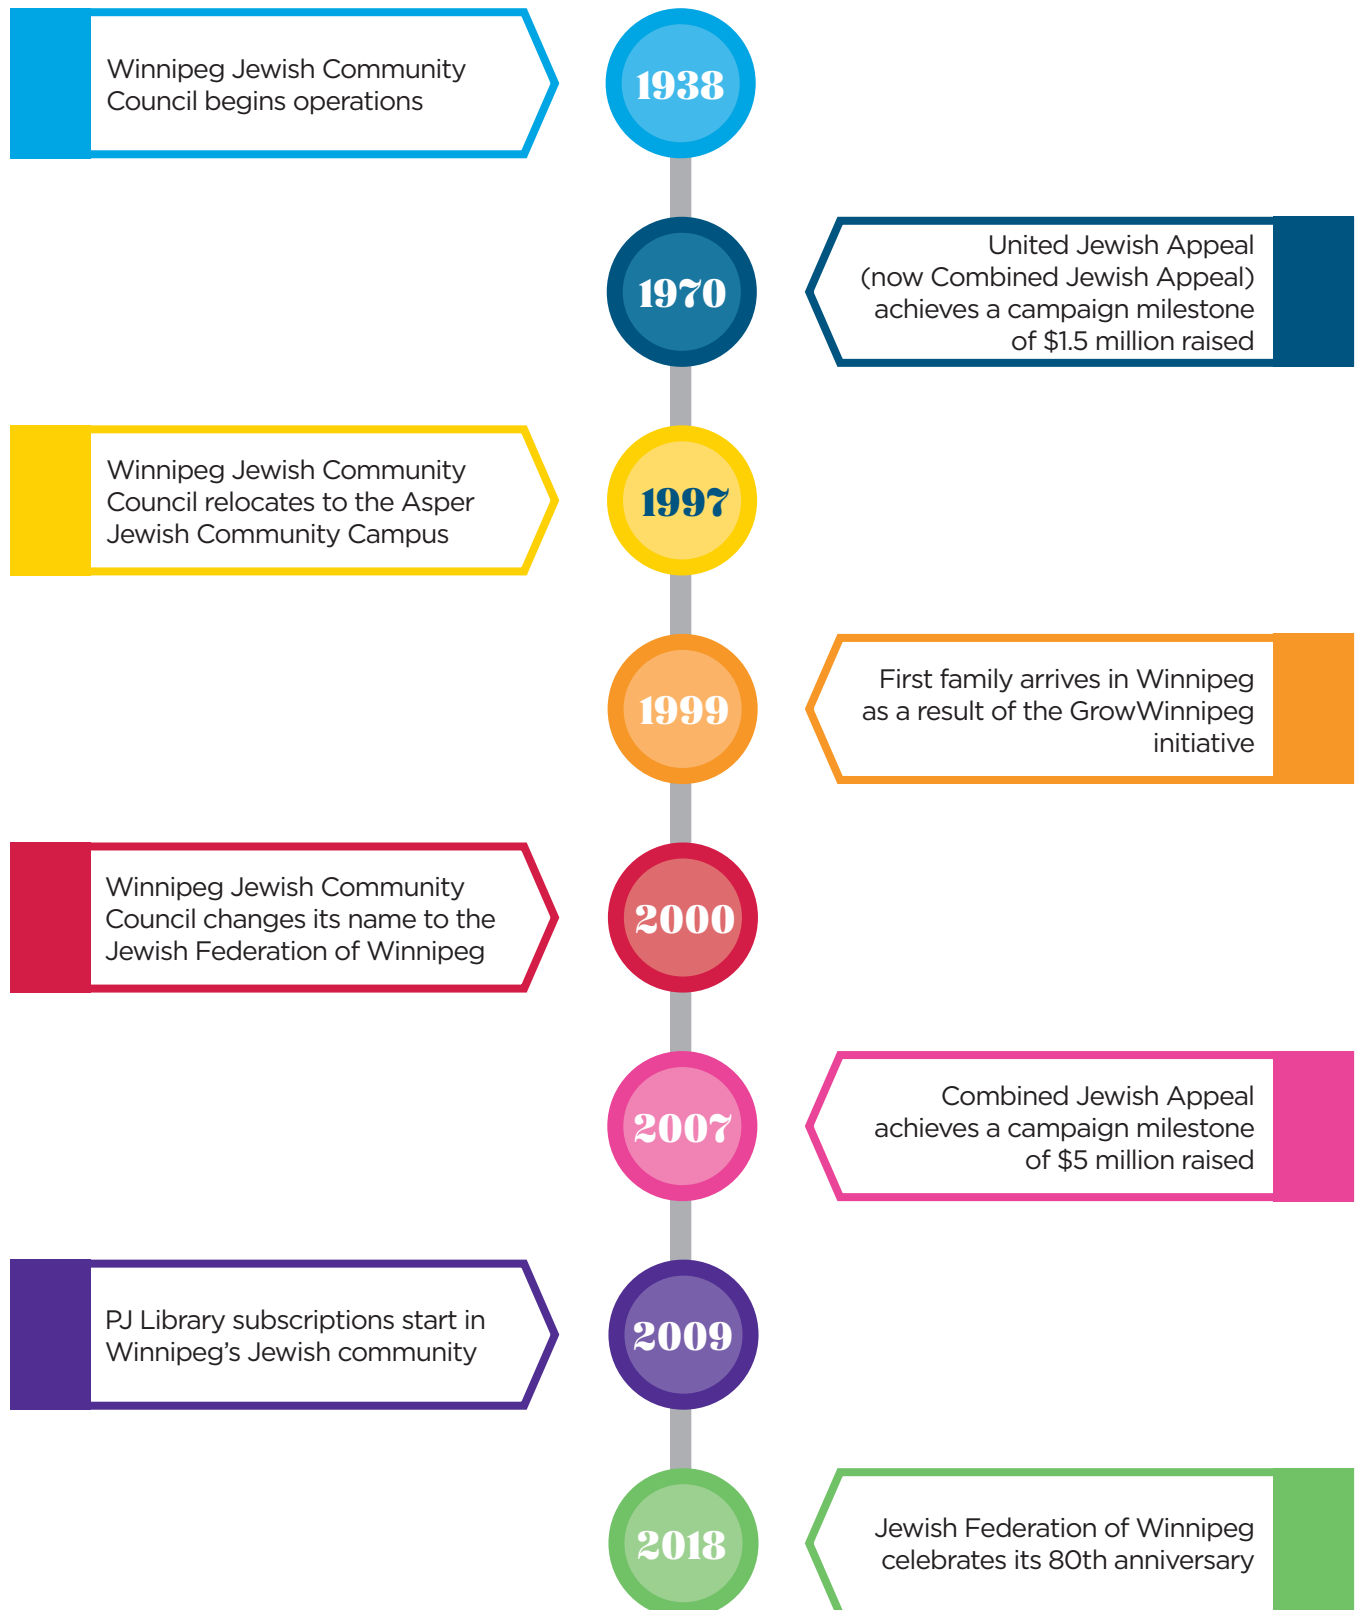 Winnipeg Jewish Community
Council begins operations
1938
1970
United Jewish Appeal
(now Combined Jewish Appeal)
achieves a campaign milestone
of $1.5 million raised
Winnipeg Jewish Community
Council relocates to the Asper
Jewish Community Campus
1997
1999
First family arrives in Winnipeg
as a result of the GrowWinnipeg
initiative
Winnipeg Jewish Community
Council changes its name to the
Jewish Federation of Winnipeg
2000
2007
Combined Jewish Appeal
achieves a campaign milestone
of $5 million raised
PJ Library subscriptions start in
Winnipeg’s Jewish community
2009
2018
Jewish Federation of Winnipeg
celebrates its 80th anniversary